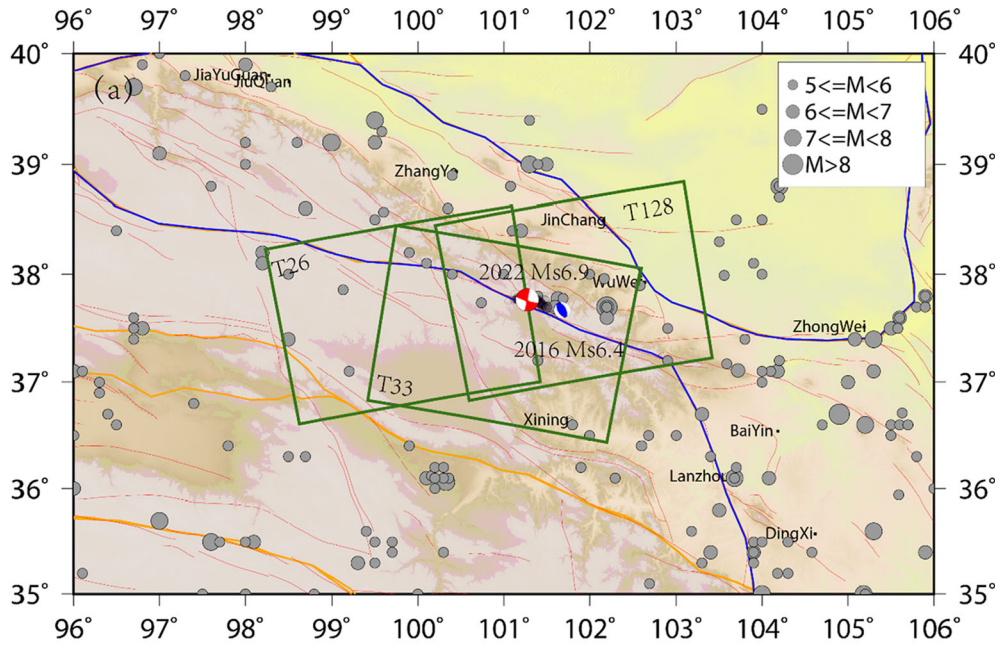 96° 97° 98° 99° 100° 101° 102° 103° 104° 105° 106°
40° 40°
(a)
JiaYuGuan
JiuQuan
5<=M<6
6<=M<7
7<=M<8
M>8
39° 39°
ZhangYe
T128
JinChang
38° 38°
T26
2022 Ms6.9
WuWei
ZhongWei
2016 Ms6.4
37° 37°
T33
Xining
BaiYin
36° 36°
Lanzhou
DingXi
35° 35°
96° 97° 98° 99° 100° 101° 102° 103° 104° 105° 106°